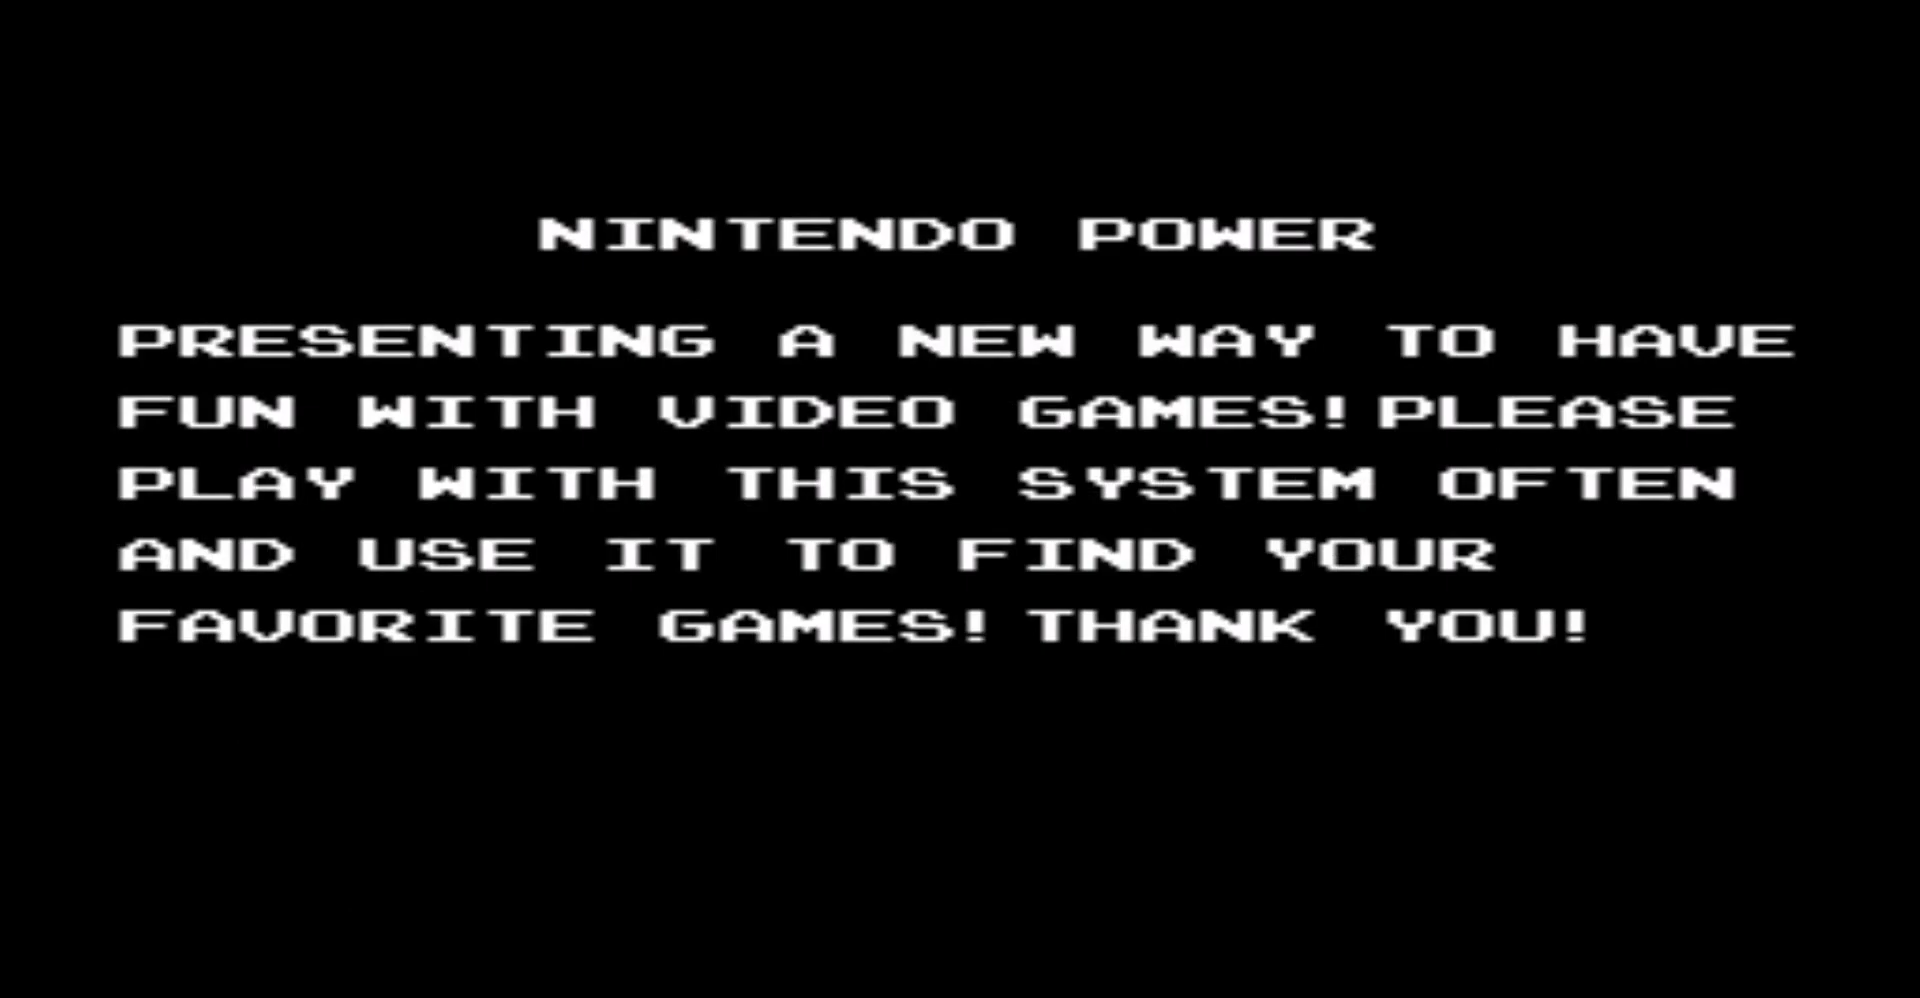 NINTENDO POWER
PRESENTING A NEW WAY TO HAVE
FUN WITH VIDEO GAMES! PLEASE
PLAY WITH THIS SYSTEM OFTEN
AND USE IT TO FIND YOUR
FAVORITE GAMES! THANK YOU!